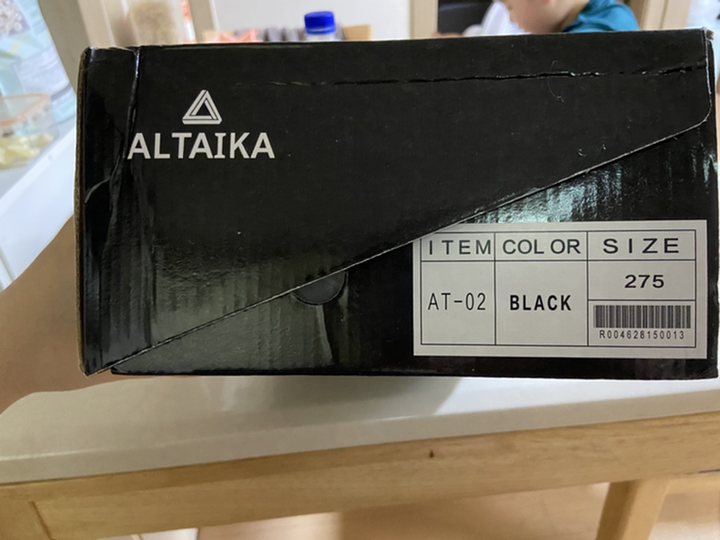 ALTAIKA
ITEM COLOR SIZE
AT-02 BLACK 275
R004628150013